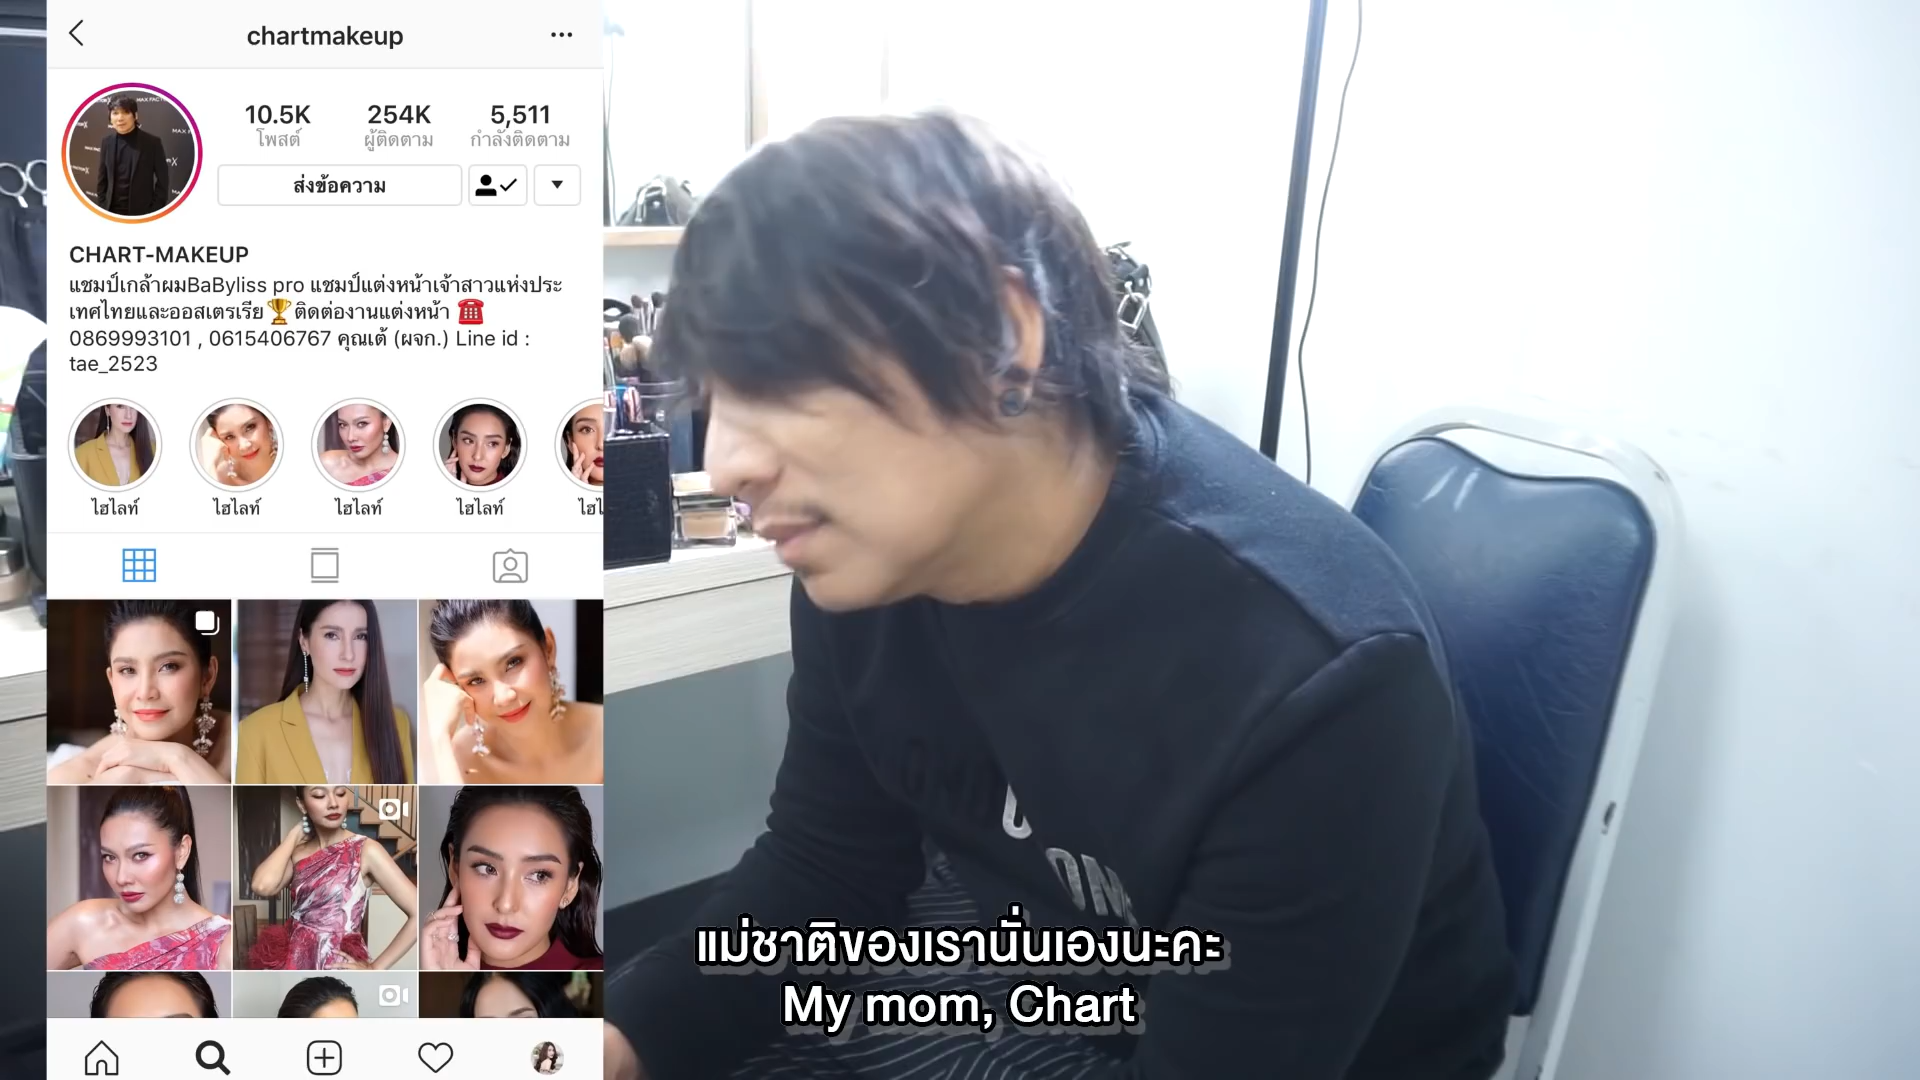 chartmakeup
10.5K
254K
5,511
โพสต์
ผู้ติดตาม
กำลังติดตาม
ส่งข้อความ
CHART-MAKEUP
แชมป์เกล้าผมBaByliss pro แชมป์แต่งหน้าเจ้าสาวแห่งประ
เทศไทยและออสเตรเรีย🏆ติดต่องานแต่งหน้า ☎️
0869993101 , 0615406767 คุณเต้ (ผจก.) Line id :
tae_2523
ไฮไลท์
ไฮไลท์
ไฮไลท์
ไฮไลท์
แม่ชาติของเรานั่นเองนะคะ
My mom, Chart